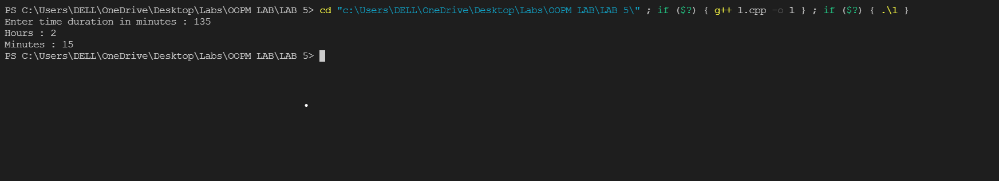 PS C:\Users\DELL\OneDrive\Desktop\Labs\OOPM LAB\LAB 5> cd "c:\Users\DELL\OneDrive\Desktop\Labs\OOPM LAB\LAB 5\" ; if ($?) { g++ 1.cpp -o 1 } ; if ($?) { .\1 }
Enter time duration in minutes : 135
Hours : 2
Minutes : 15
PS C:\Users\DELL\OneDrive\Desktop\Labs\OOPM LAB\LAB 5>